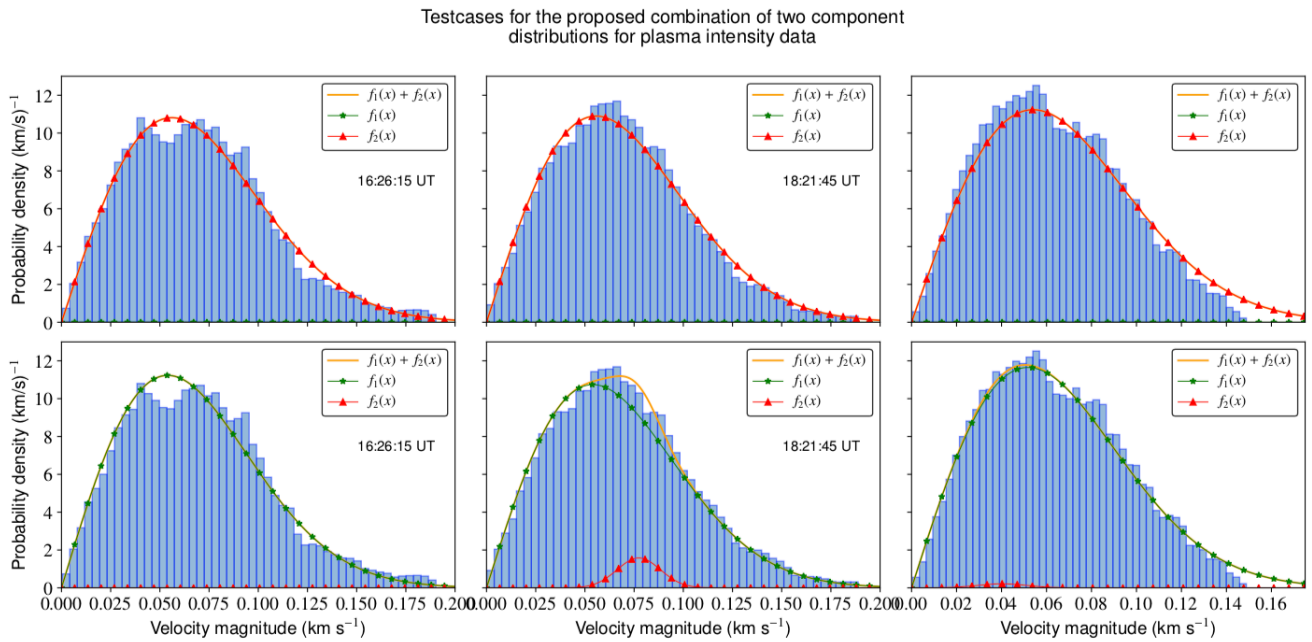 Testcases for the proposed combination of two component
distributions for plasma intensity data
Probability density (km/s)⁻¹
12
10
8
6
4
2
0
f₁(x) + f₂(x)
f₁(x)
f₂(x)
16:26:15 UT
f₁(x) + f₂(x)
f₁(x)
f₂(x)
18:21:45 UT
f₁(x) + f₂(x)
f₁(x)
f₂(x)
Probability density (km/s)⁻¹
12
10
8
6
4
2
0
f₁(x) + f₂(x)
f₁(x)
f₂(x)
16:26:15 UT
f₁(x) + f₂(x)
f₁(x)
f₂(x)
18:21:45 UT
f₁(x) + f₂(x)
f₁(x)
f₂(x)
0.000 0.025 0.050 0.075 0.100 0.125 0.150 0.175 0.200
0.000 0.025 0.050 0.075 0.100 0.125 0.150 0.175 0.200
0.00 0.02 0.04 0.06 0.08 0.10 0.12 0.14 0.16
Velocity magnitude (km s⁻¹)
Velocity magnitude (km s⁻¹)
Velocity magnitude (km s⁻¹)